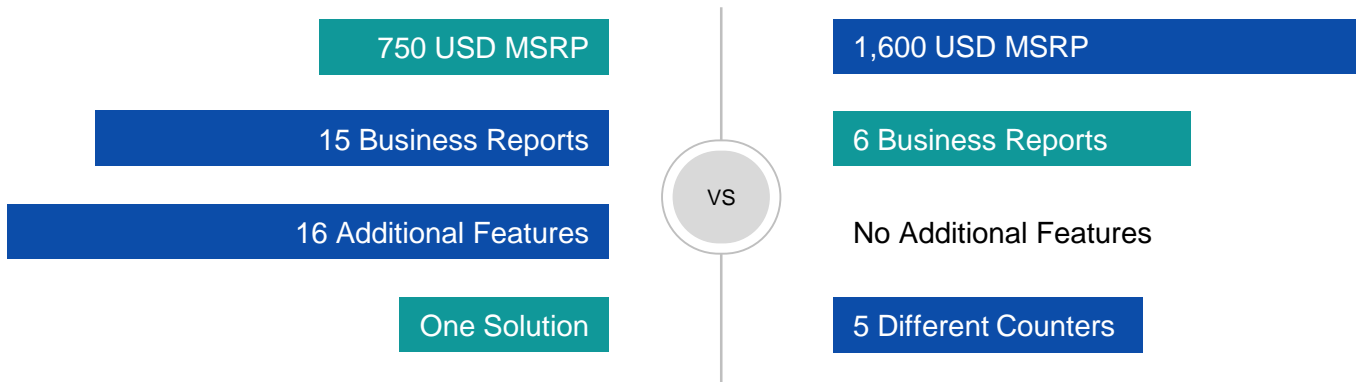 750 USD MSRP
15 Business Reports
16 Additional Features
One Solution
VS
1,600 USD MSRP
6 Business Reports
No Additional Features
5 Different Counters